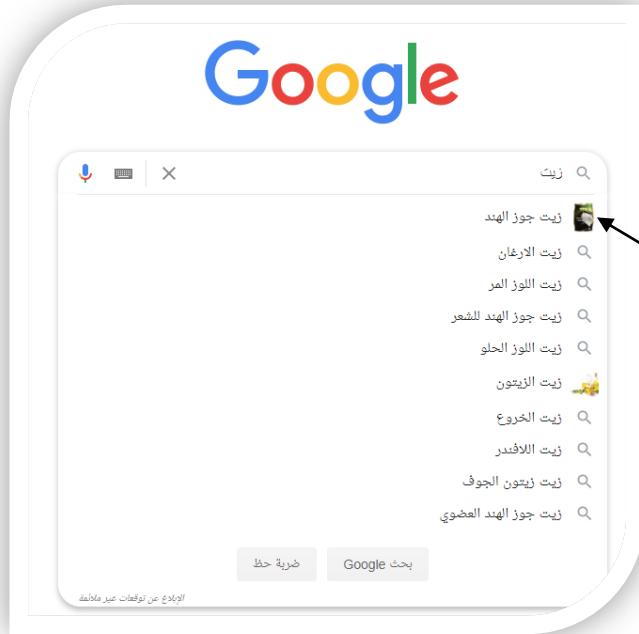 Google
زيت
زيت جوز الهند
زيت الارغان
زيت اللوز المر
زيت جوز الهند للشعر
زيت اللوز الحلو
زيت الزيتون
زيت الخروع
زيت اللافندر
زيت زيتون الجوف
زيت جوز الهند العضوي
بحث Google ضربة حظ
الإبلاغ عن توقعات غير ملائمة